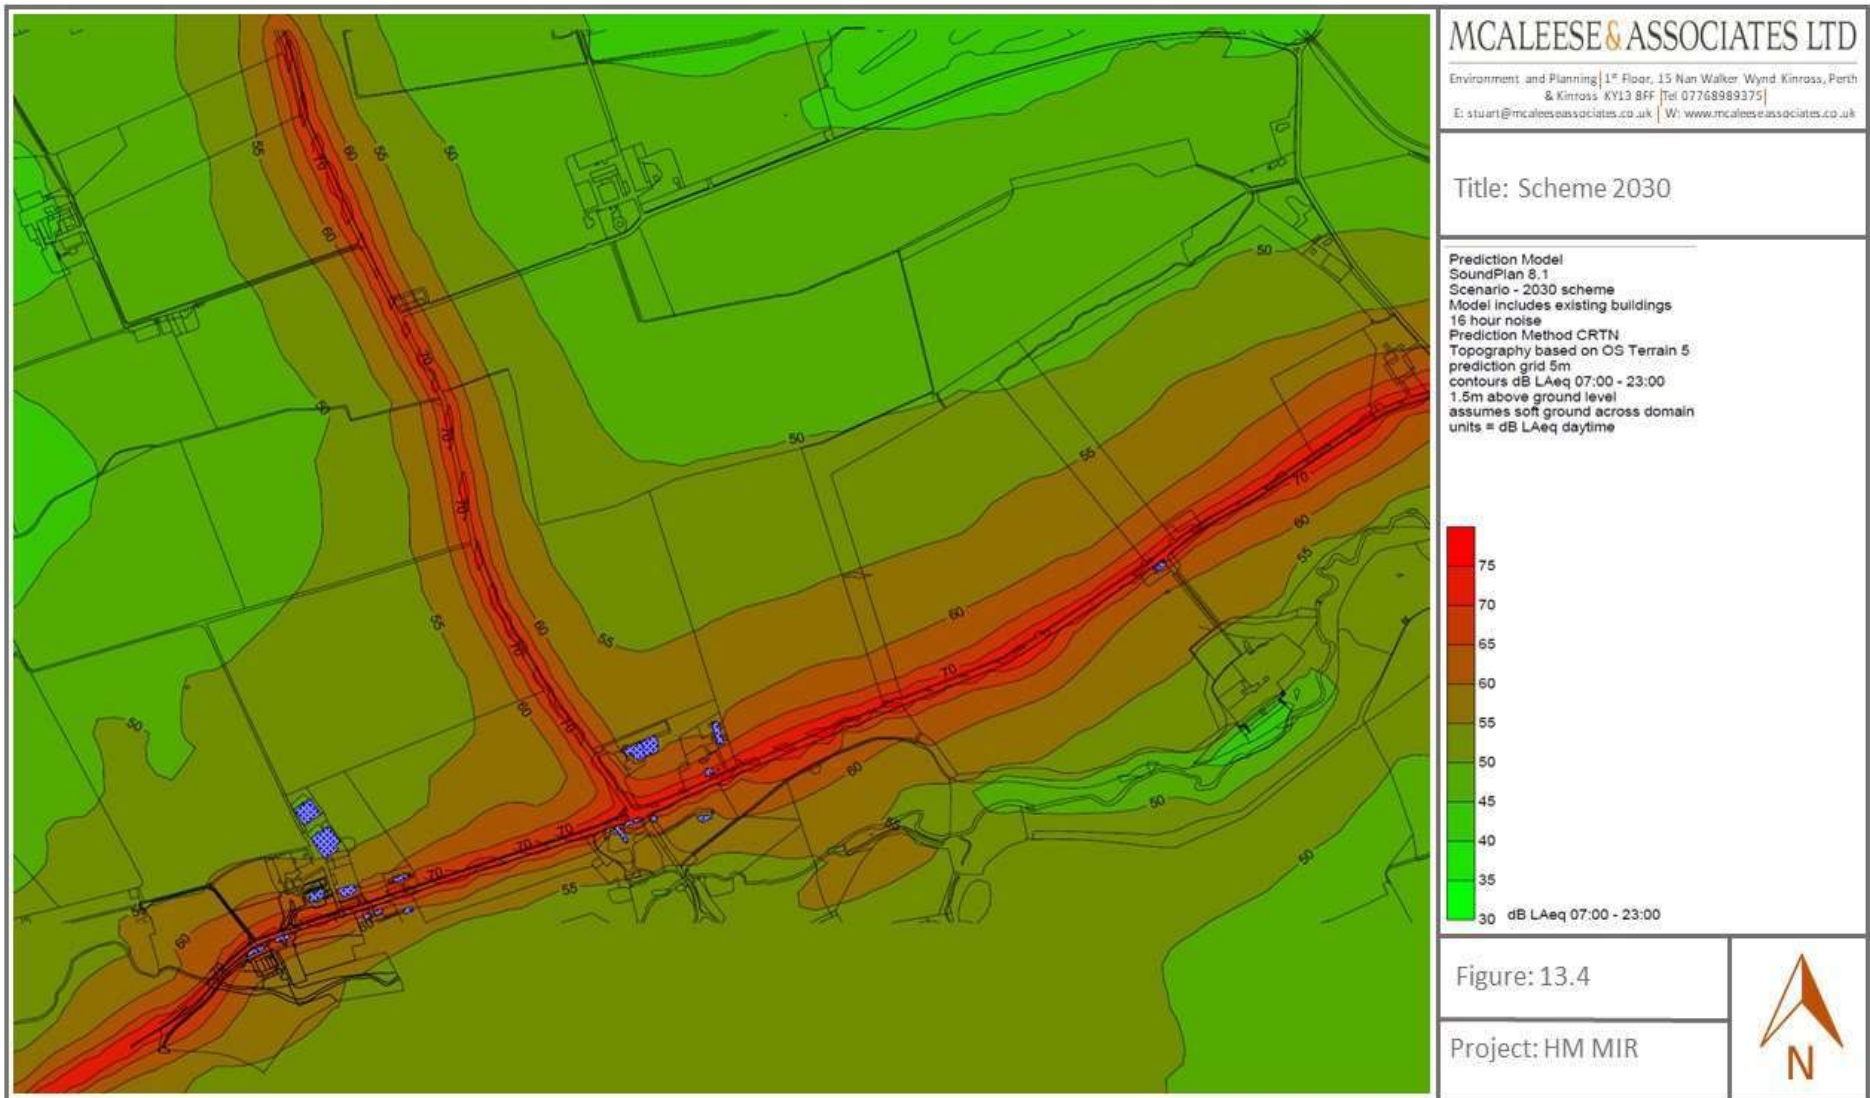 MCALEESE & ASSOCIATES LTD
Environment and Planning | 1st Floor, 15 Nan Walker Wynd Kinross, Perth
& Kinross KY13 8FF | Tel 07768989375 |
E: stuart@mcaleeseassociates.co.uk | W: www.mcaleeseassociates.co.uk
Title: Scheme 2030
Prediction Model
SoundPlan 8.1
Scenario - 2030 scheme
Model includes existing buildings
16 hour noise
Prediction Method CRTN
Topography based on OS Terrain 5
prediction grid 5m
contours dB LAeq 07:00 - 23:00
1.5m above ground level
assumes soft ground across domain
units = dB LAeq daytime
75
70
65
60
55
50
45
40
35
30 dB LAeq 07:00 - 23:00
Figure: 13.4
Project: HM MIR
N
55
70
60
55
50
60
55
50
70
50
50
70
55
70
70
60
55
60
55
60
55
70
60
70
50
70
60
50
55
50
70
70
70
55
55
60
60